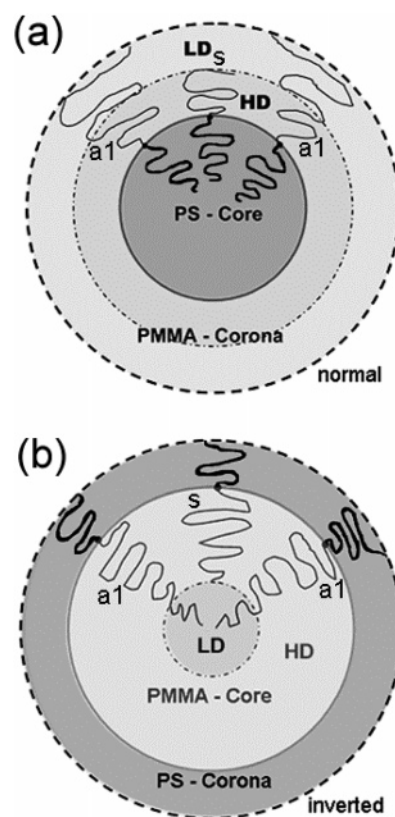 (a)
LD
s
HD
a1
a1
PS - Core
PMMA - Corona
normal
(b)
s
a1
a1
LD
HD
PMMA - Core
PS - Corona
inverted